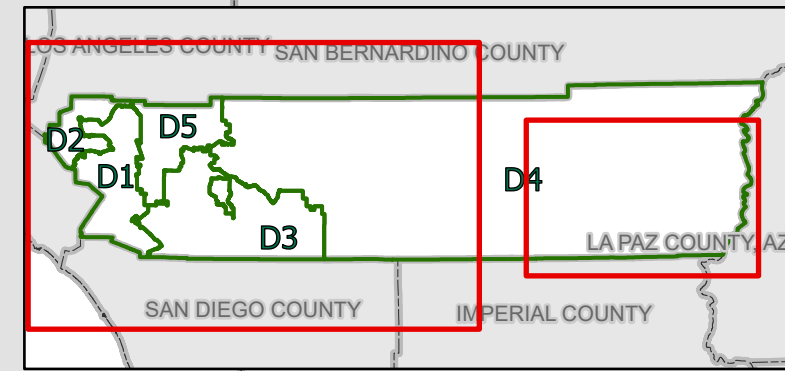 LOS ANGELES COUNTY
SAN BERNARDINO COUNTY
D5
D2
D1
D4
D3
LA PAZ COUNTY, AZ
SAN DIEGO COUNTY
IMPERIAL COUNTY